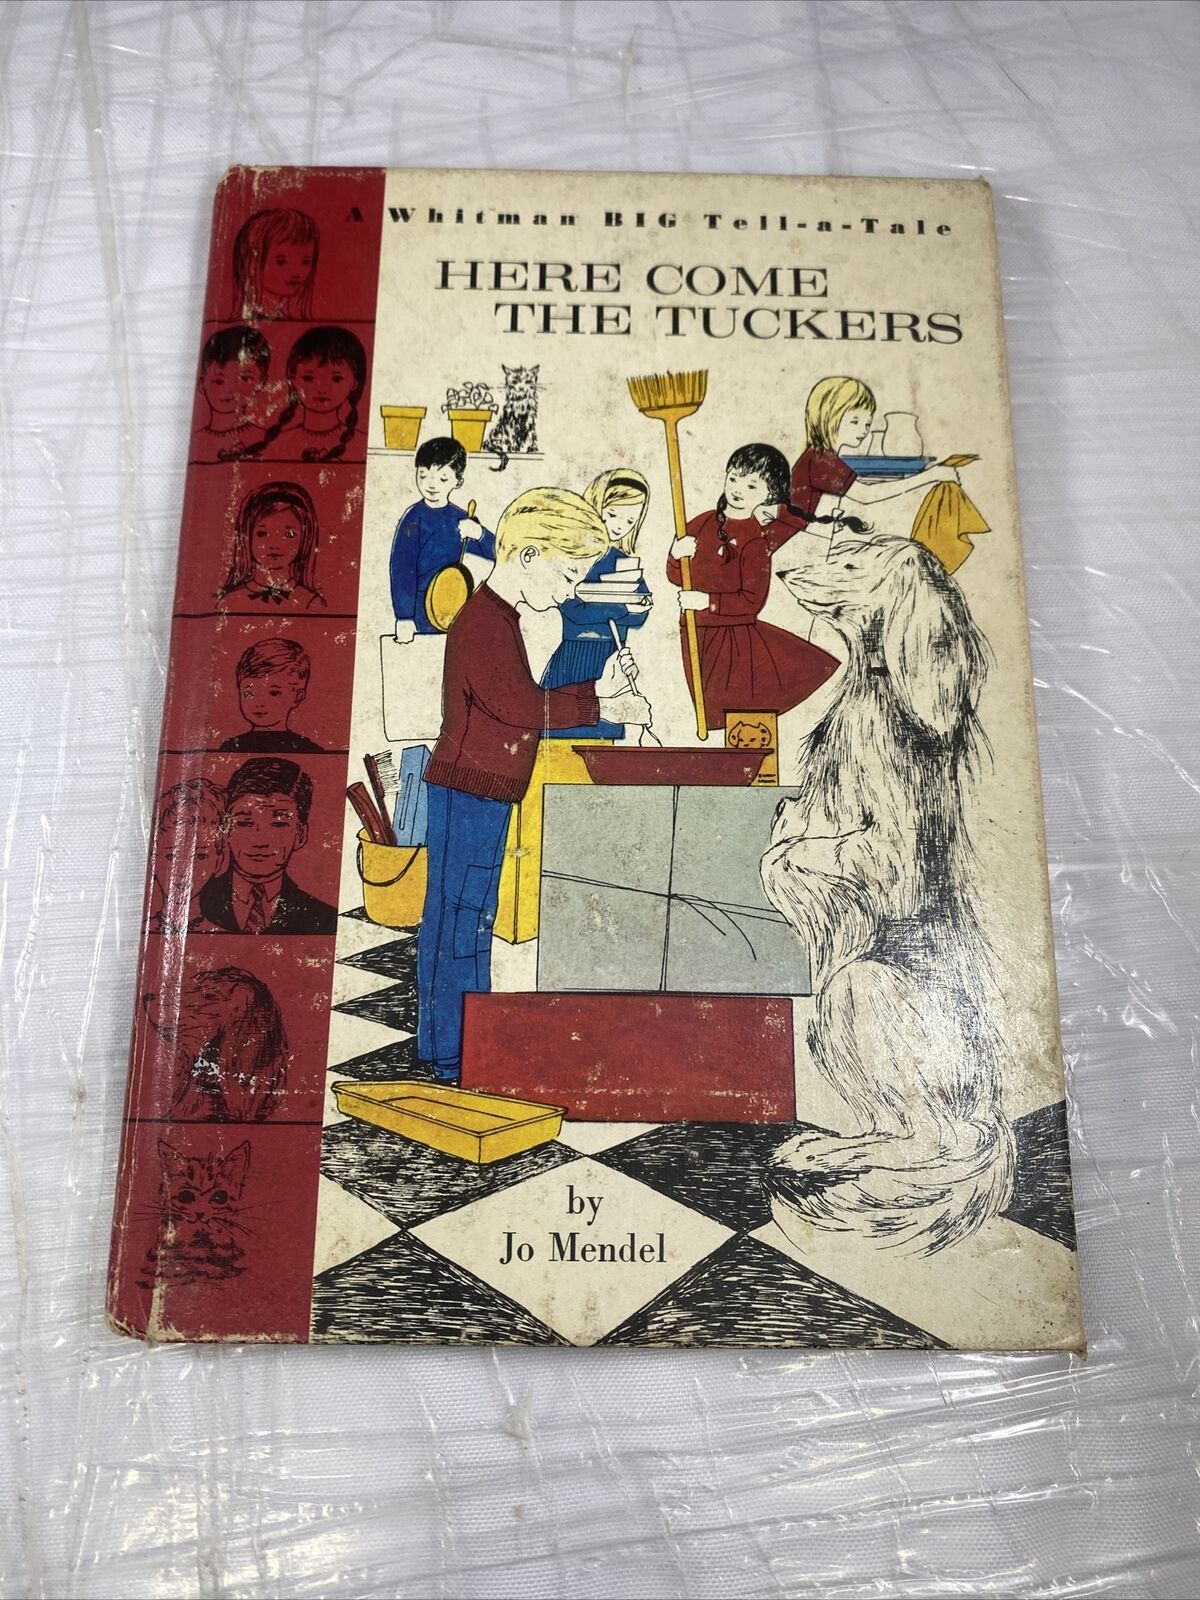 A Whitman BIG Tell-a-Tale
HERE COME
THE TUCKERS
by
Jo Mendel